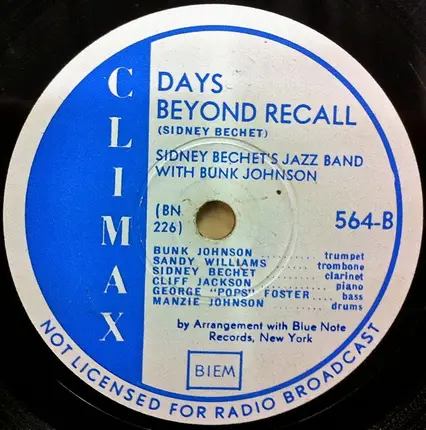 CLIMAX
DAYS
BEYOND RECALL
(SIDNEY BECHET)
SIDNEY BECHET'S JAZZ BAND
WITH BUNK JOHNSON
(BN
226)
564-B
BUNK JOHNSON ............ trumpet
SANDY WILLIAMS ......... trombone
SIDNEY BECHET ........... clarinet
CLIFF JACKSON ............ piano
GEORGE "POPS" FOSTER .... bass
MANZIE JOHNSON .......... drums
by Arrangement with Blue Note
Records, New York
BIEM
NOT LICENSED FOR RADIO BROADCAST